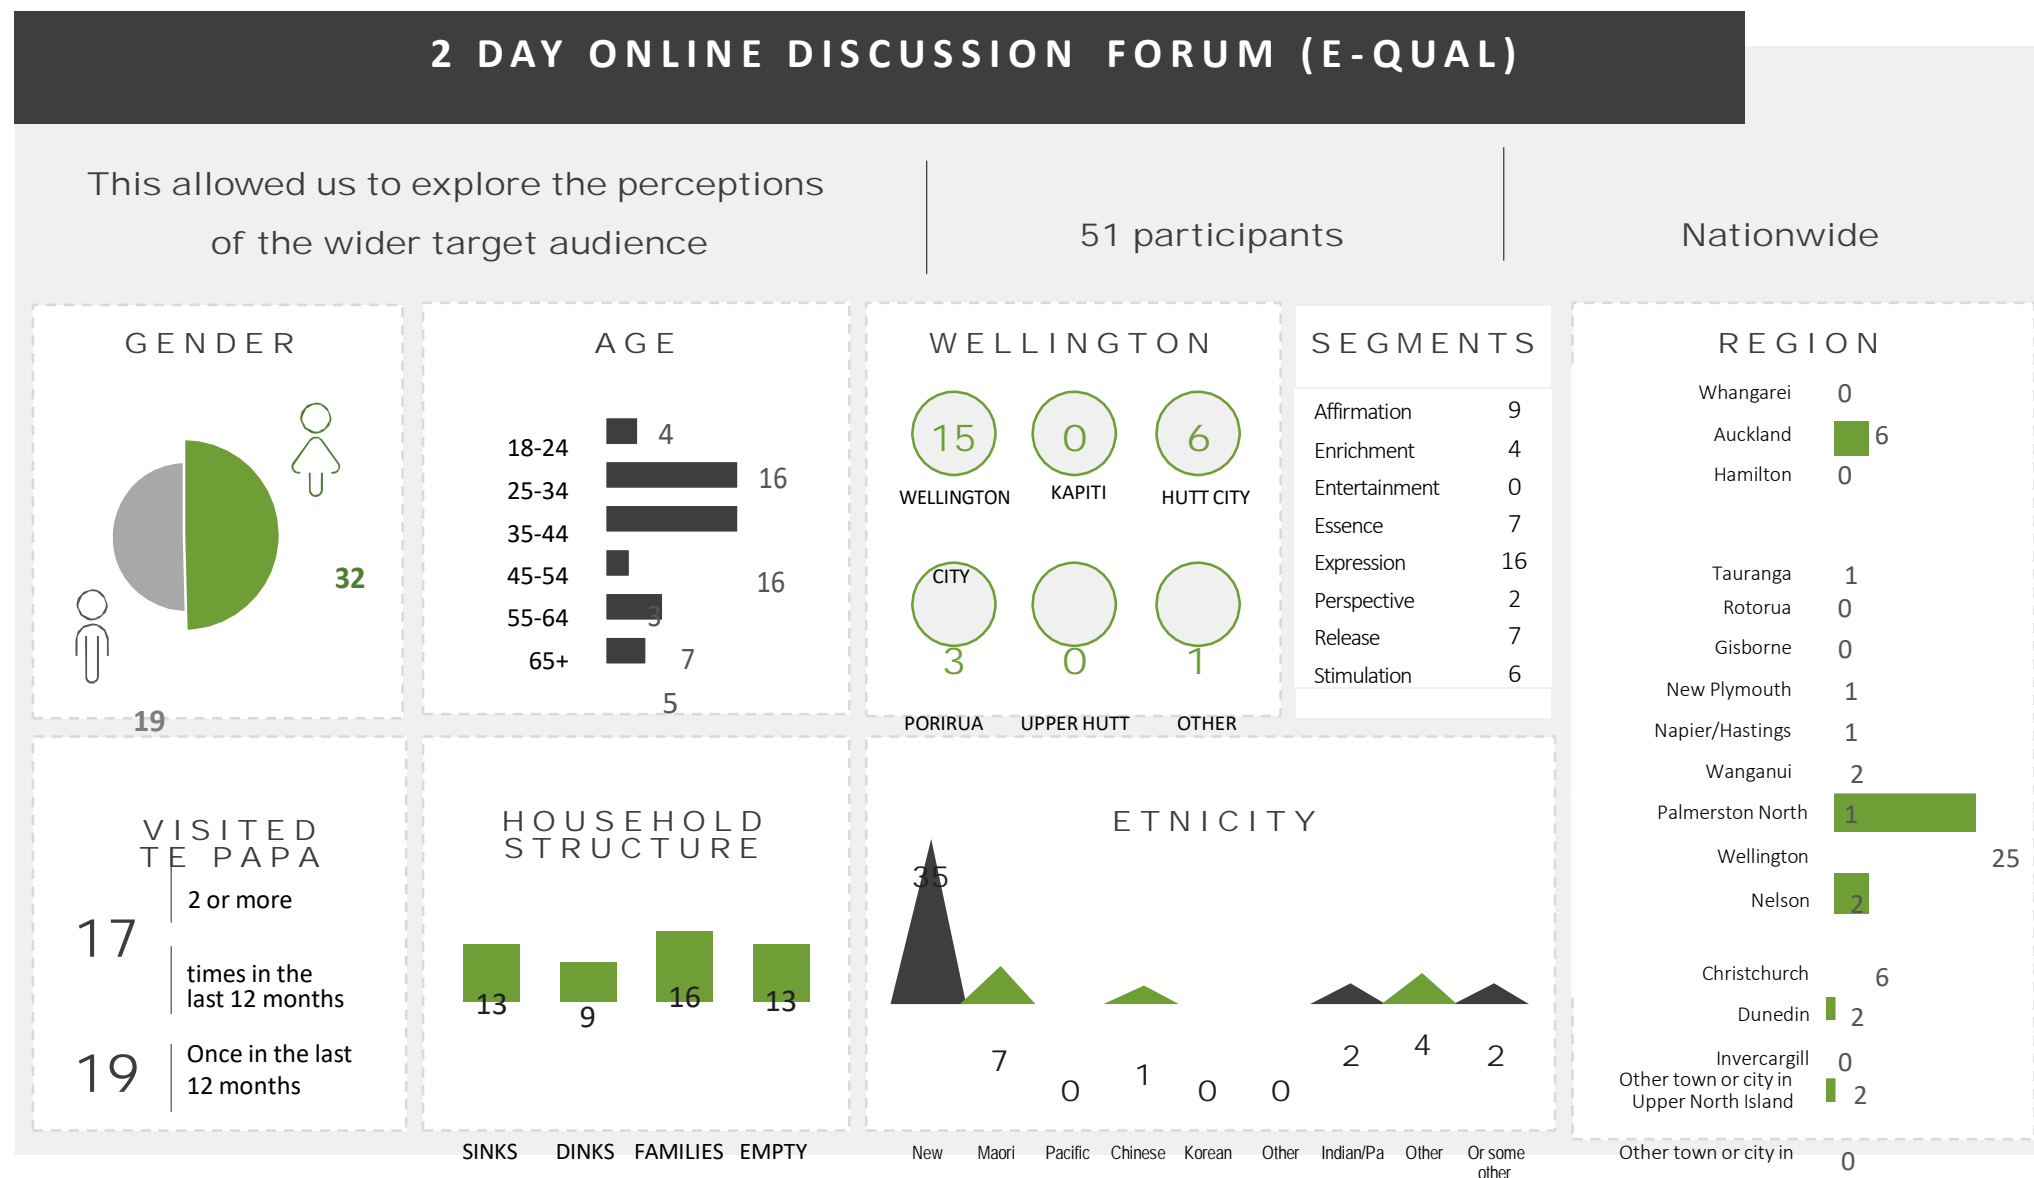 2 DAY ONLINE DISCUSSION FORUM (E-QUAL)
This allowed us to explore the perceptions
of the wider target audience
51 participants
Nationwide
GENDER
32
19
AGE
18-24 4
25-34 16
35-44
45-54 16
55-64 3
65+ 7
5
WELLINGTON
15 0 6
WELLINGTON KAPITI HUTT CITY
CITY
3 0 1
PORIRUA UPPER HUTT OTHER
SEGMENTS
Affirmation 9
Enrichment 4
Entertainment 0
Essence 7
Expression 16
Perspective 2
Release 7
Stimulation 6
REGION
Whangarei 0
Auckland 6
Hamilton 0
Tauranga 1
Rotorua 0
Gisborne 0
New Plymouth 1
Napier/Hastings 1
Wanganui 2
Palmerston North 1
Wellington 25
Nelson 2
Christchurch 6
Dunedin 2
Invercargill 0
Other town or city in
Upper North Island 2
Other town or city in 0
VISITED
TE PAPA
17
2 or more
times in the
last 12 months
19
Once in the last
12 months
HOUSEHOLD
STRUCTURE
13 9 16 13
SINKS DINKS FAMILIES EMPTY
ETNICITY
35
7 0 1 0 0 2 4 2
New Maori Pacific Chinese Korean Other Indian/Pa Other Or some
other